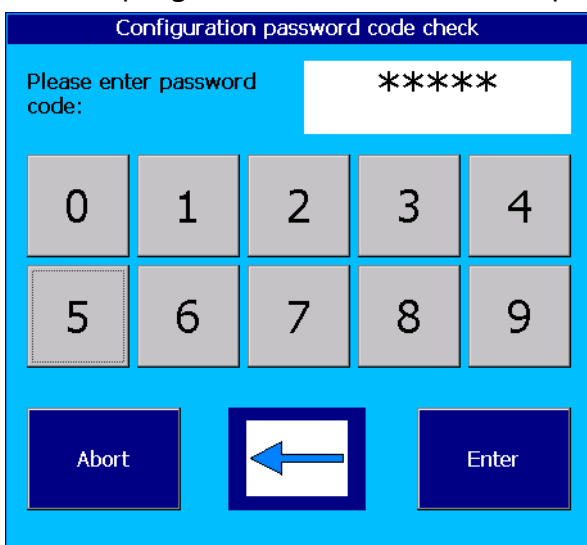 Configuration password code check
Please enter password
code:
*****
0 1 2 3 4
5 6 7 8 9
Abort
Enter